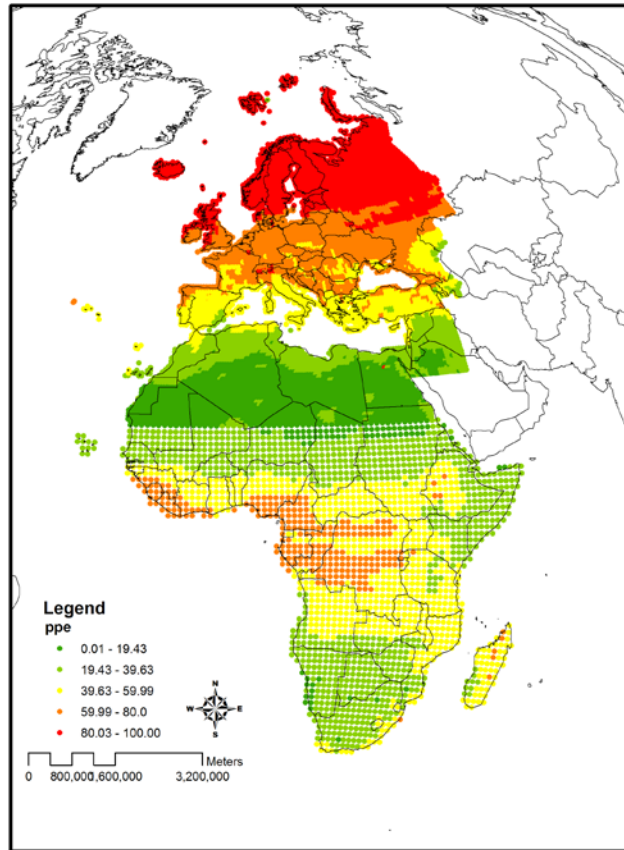 Legend
ppe
0.01 - 19.43
19.43 - 39.63
39.63 - 59.99
59.99 - 80.0
80.03 - 100.00
N
W E
S
Meters
0 800,000 1,600,000 3,200,000